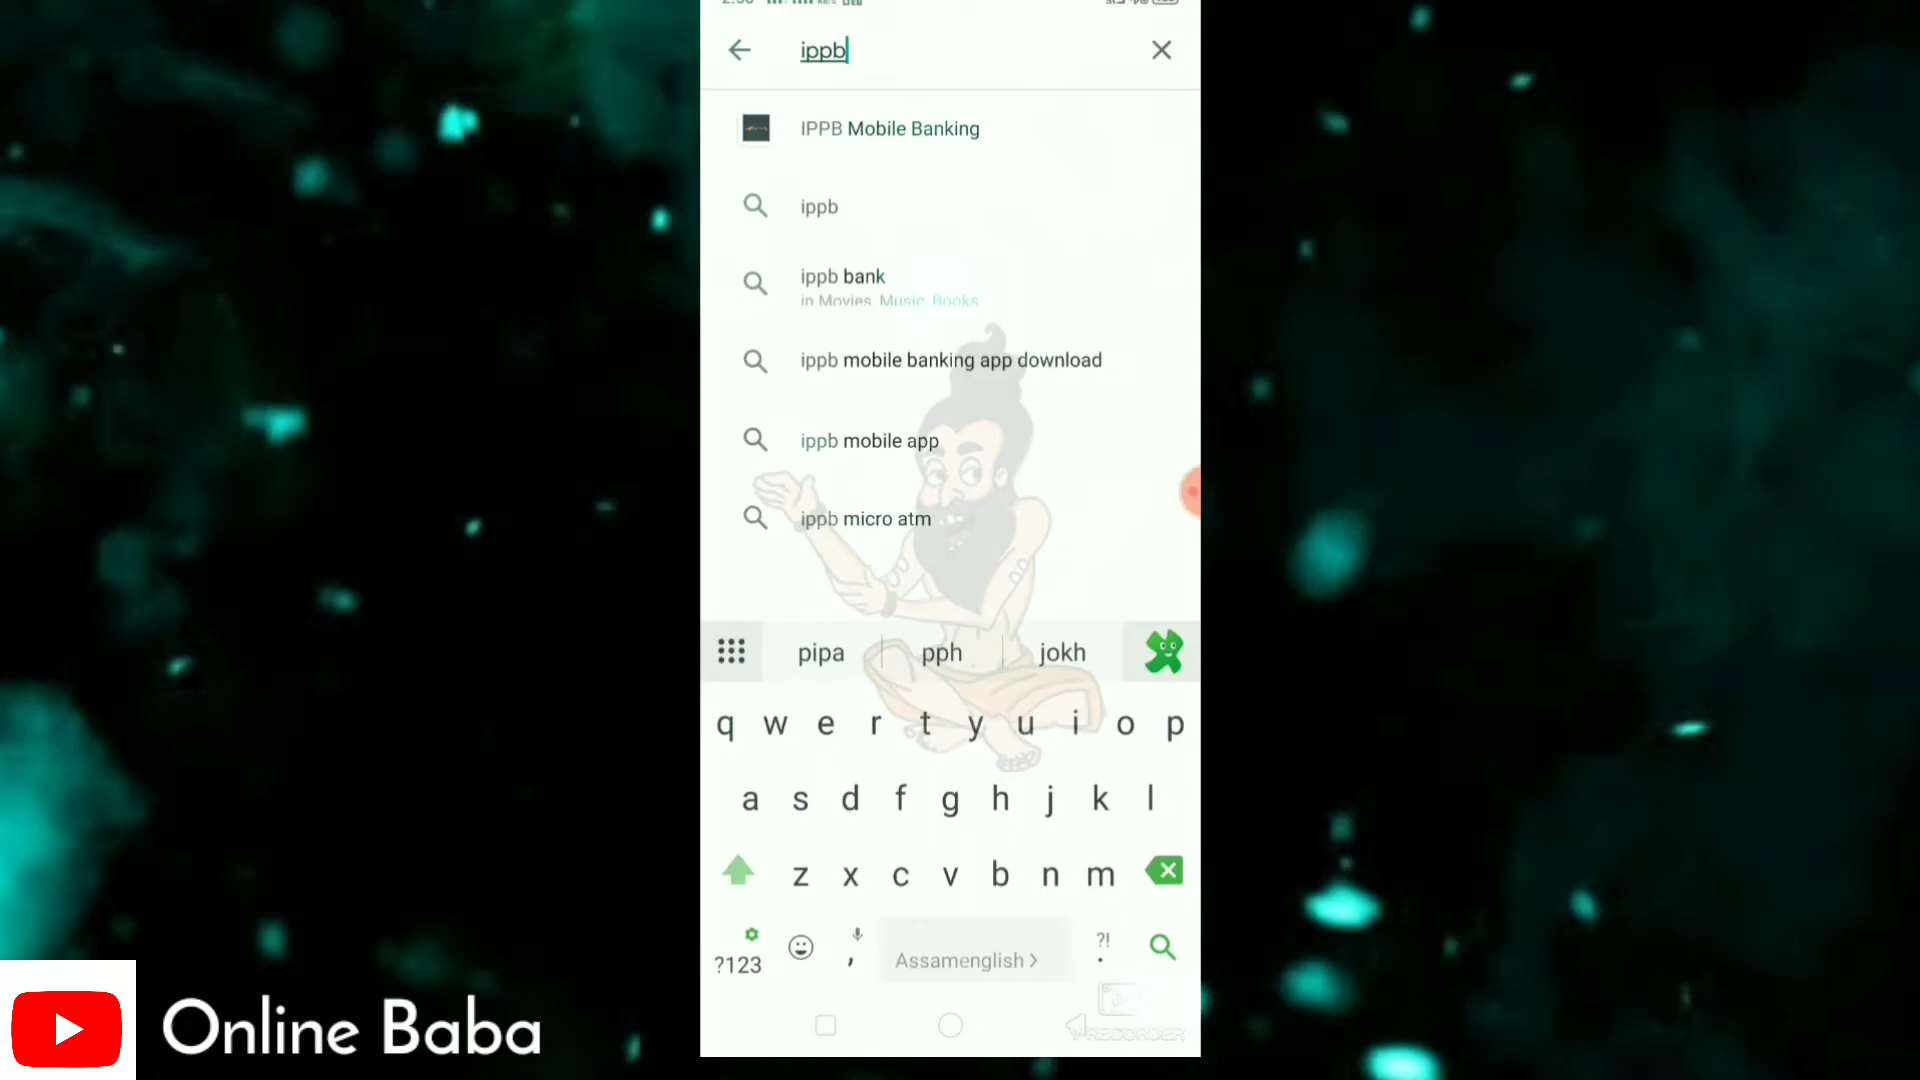 ippb
IPPB Mobile Banking
ippb
ippb bank
in Movies, Music, Books
ippb mobile banking app download
ippb mobile app
ippb micro atm
pipa pph jokh
q w e r t y u i o p
a s d f g h j k l
z x c v b n m
?123 , Assamenglish > ?! .
VRECORDER
Online Baba